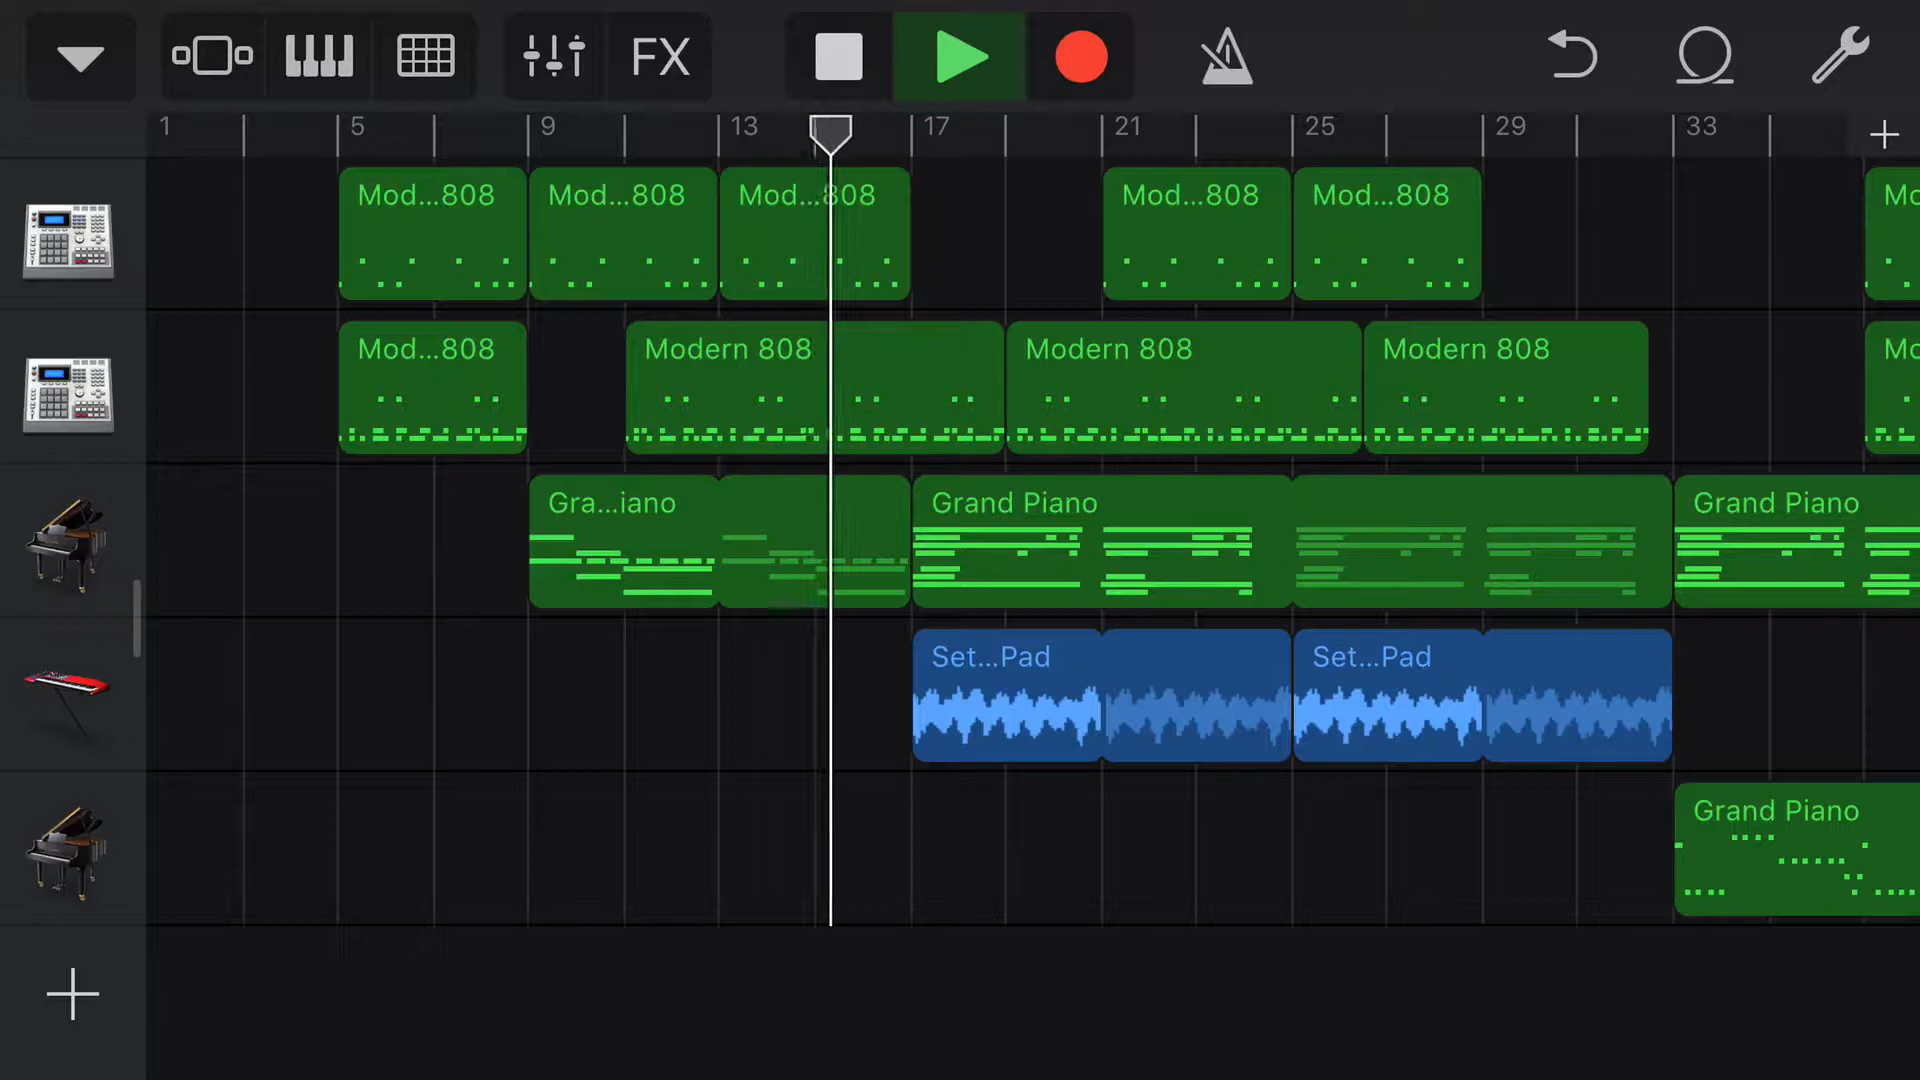 FX
1 5 9 13 17 21 25 29 33
Mod...808 Mod...808 Mod...808 Mod...808 Mod...808 Mo
Mod...808 Modern 808 Modern 808 Modern 808 Mo
Gra...iano Grand Piano Grand Piano
Set...Pad Set...Pad
Grand Piano